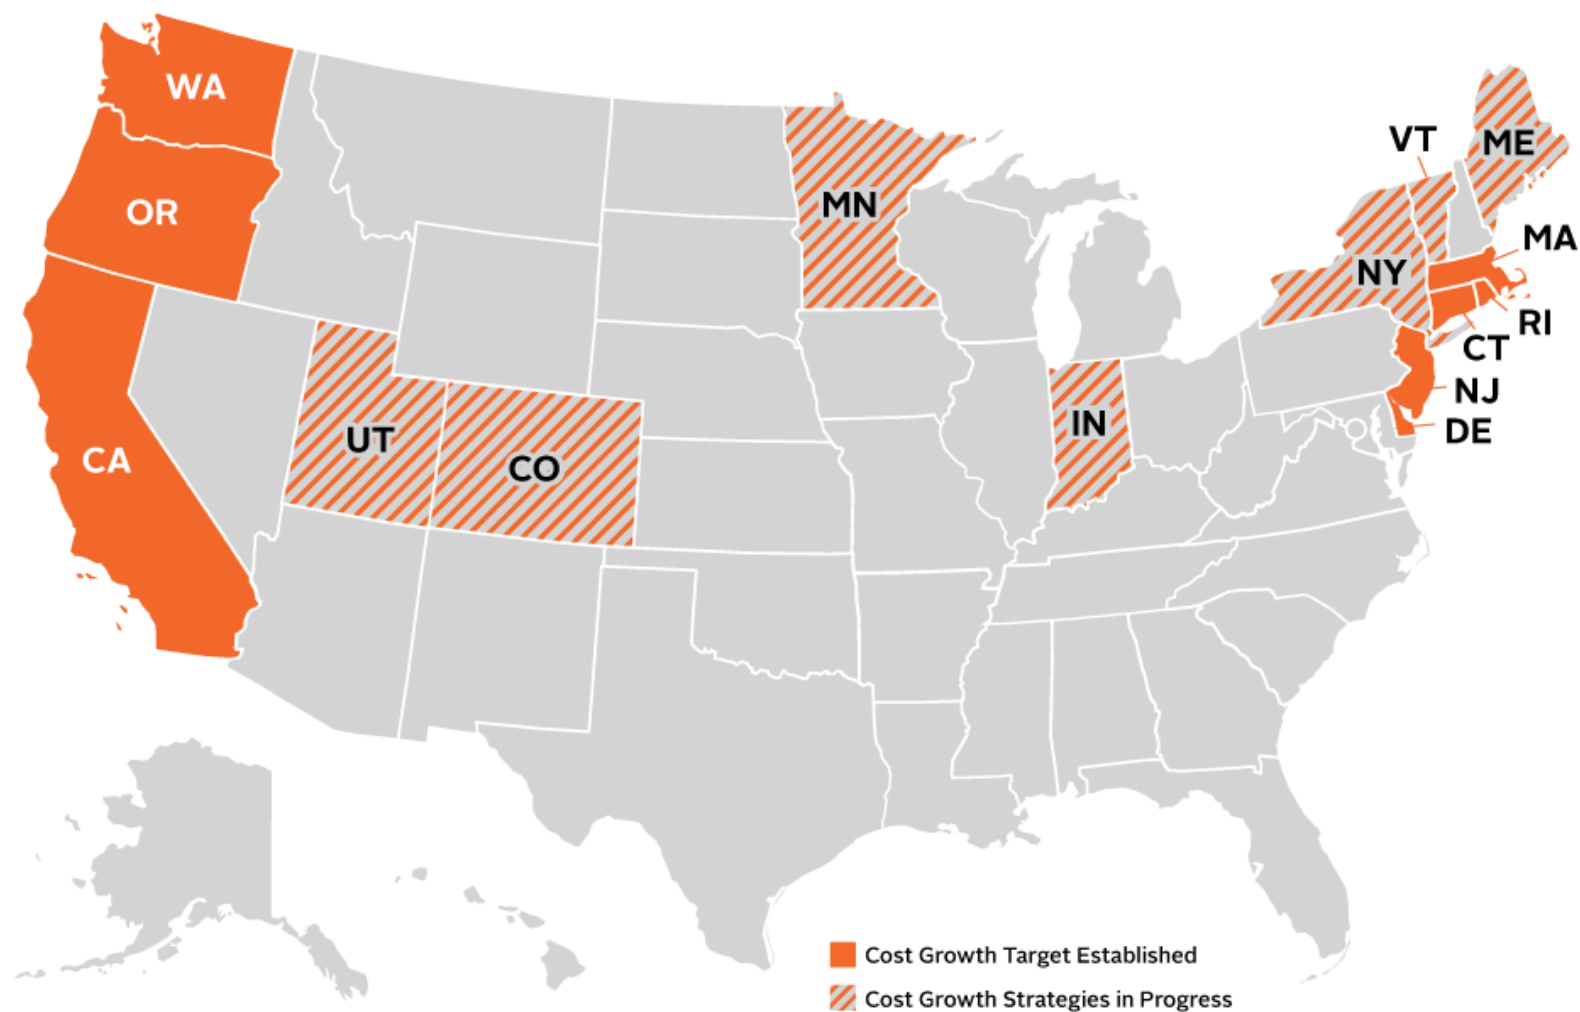 WA
OR
CA
UT
CO
MN
IN
NY
VT
ME
MA
RI
CT
NJ
DE
Cost Growth Target Established
Cost Growth Strategies in Progress